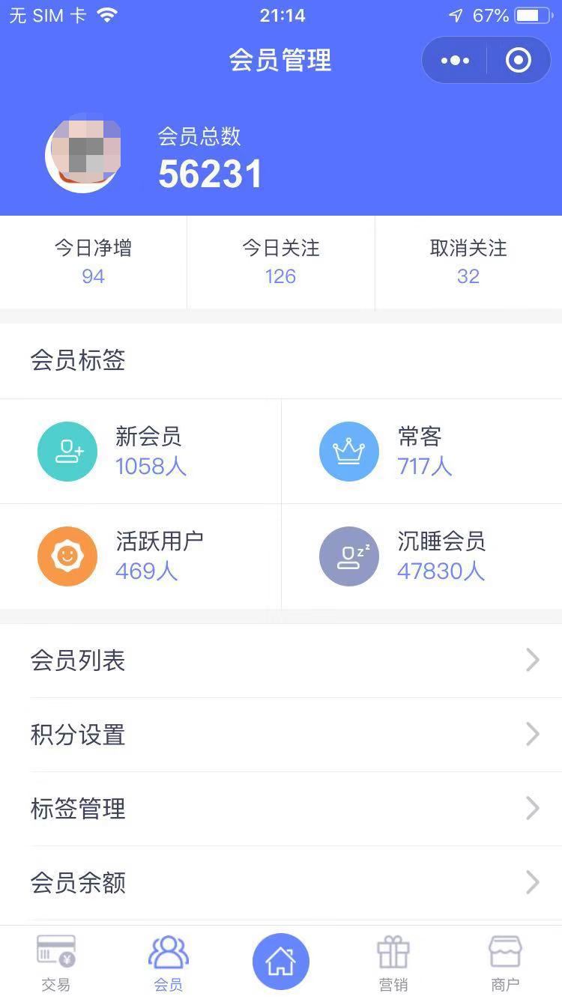 无 SIM 卡 21:14 67%
会员管理
会员总数
56231
今日净增 今日关注 取消关注
94 126 32
会员标签
新会员 常客
1058人 717人
活跃用户 沉睡会员
469人 47830人
会员列表
积分设置
标签管理
会员余额
交易 会员 营销 商户